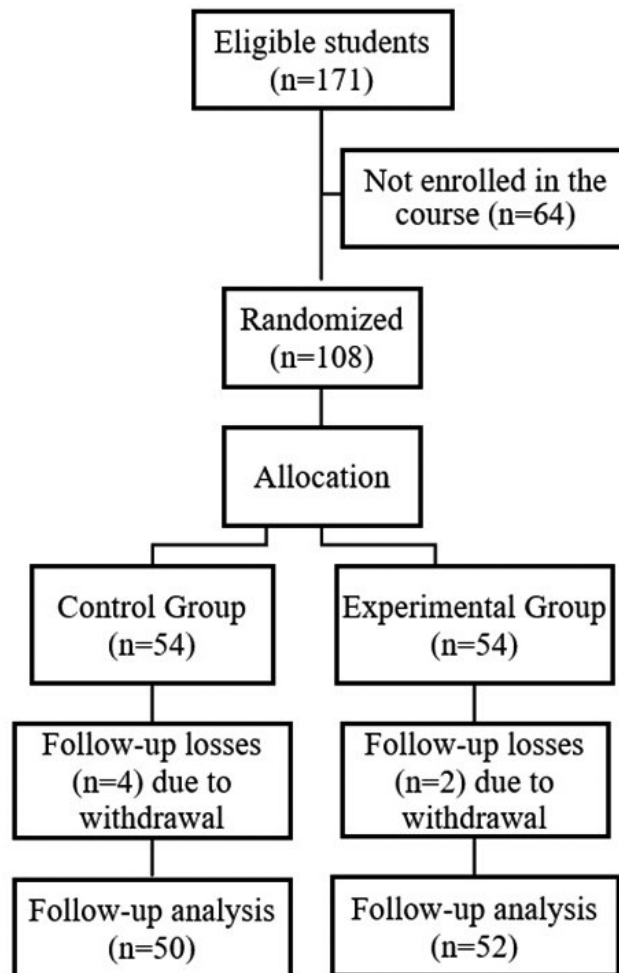 Eligible students
(n=171)
Not enrolled in the
course (n=64)
Randomized
(n=108)
Allocation
Control Group
(n=54)
Experimental Group
(n=54)
Follow-up losses
(n=4) due to
withdrawal
Follow-up losses
(n=2) due to
withdrawal
Follow-up analysis
(n=50)
Follow-up analysis
(n=52)